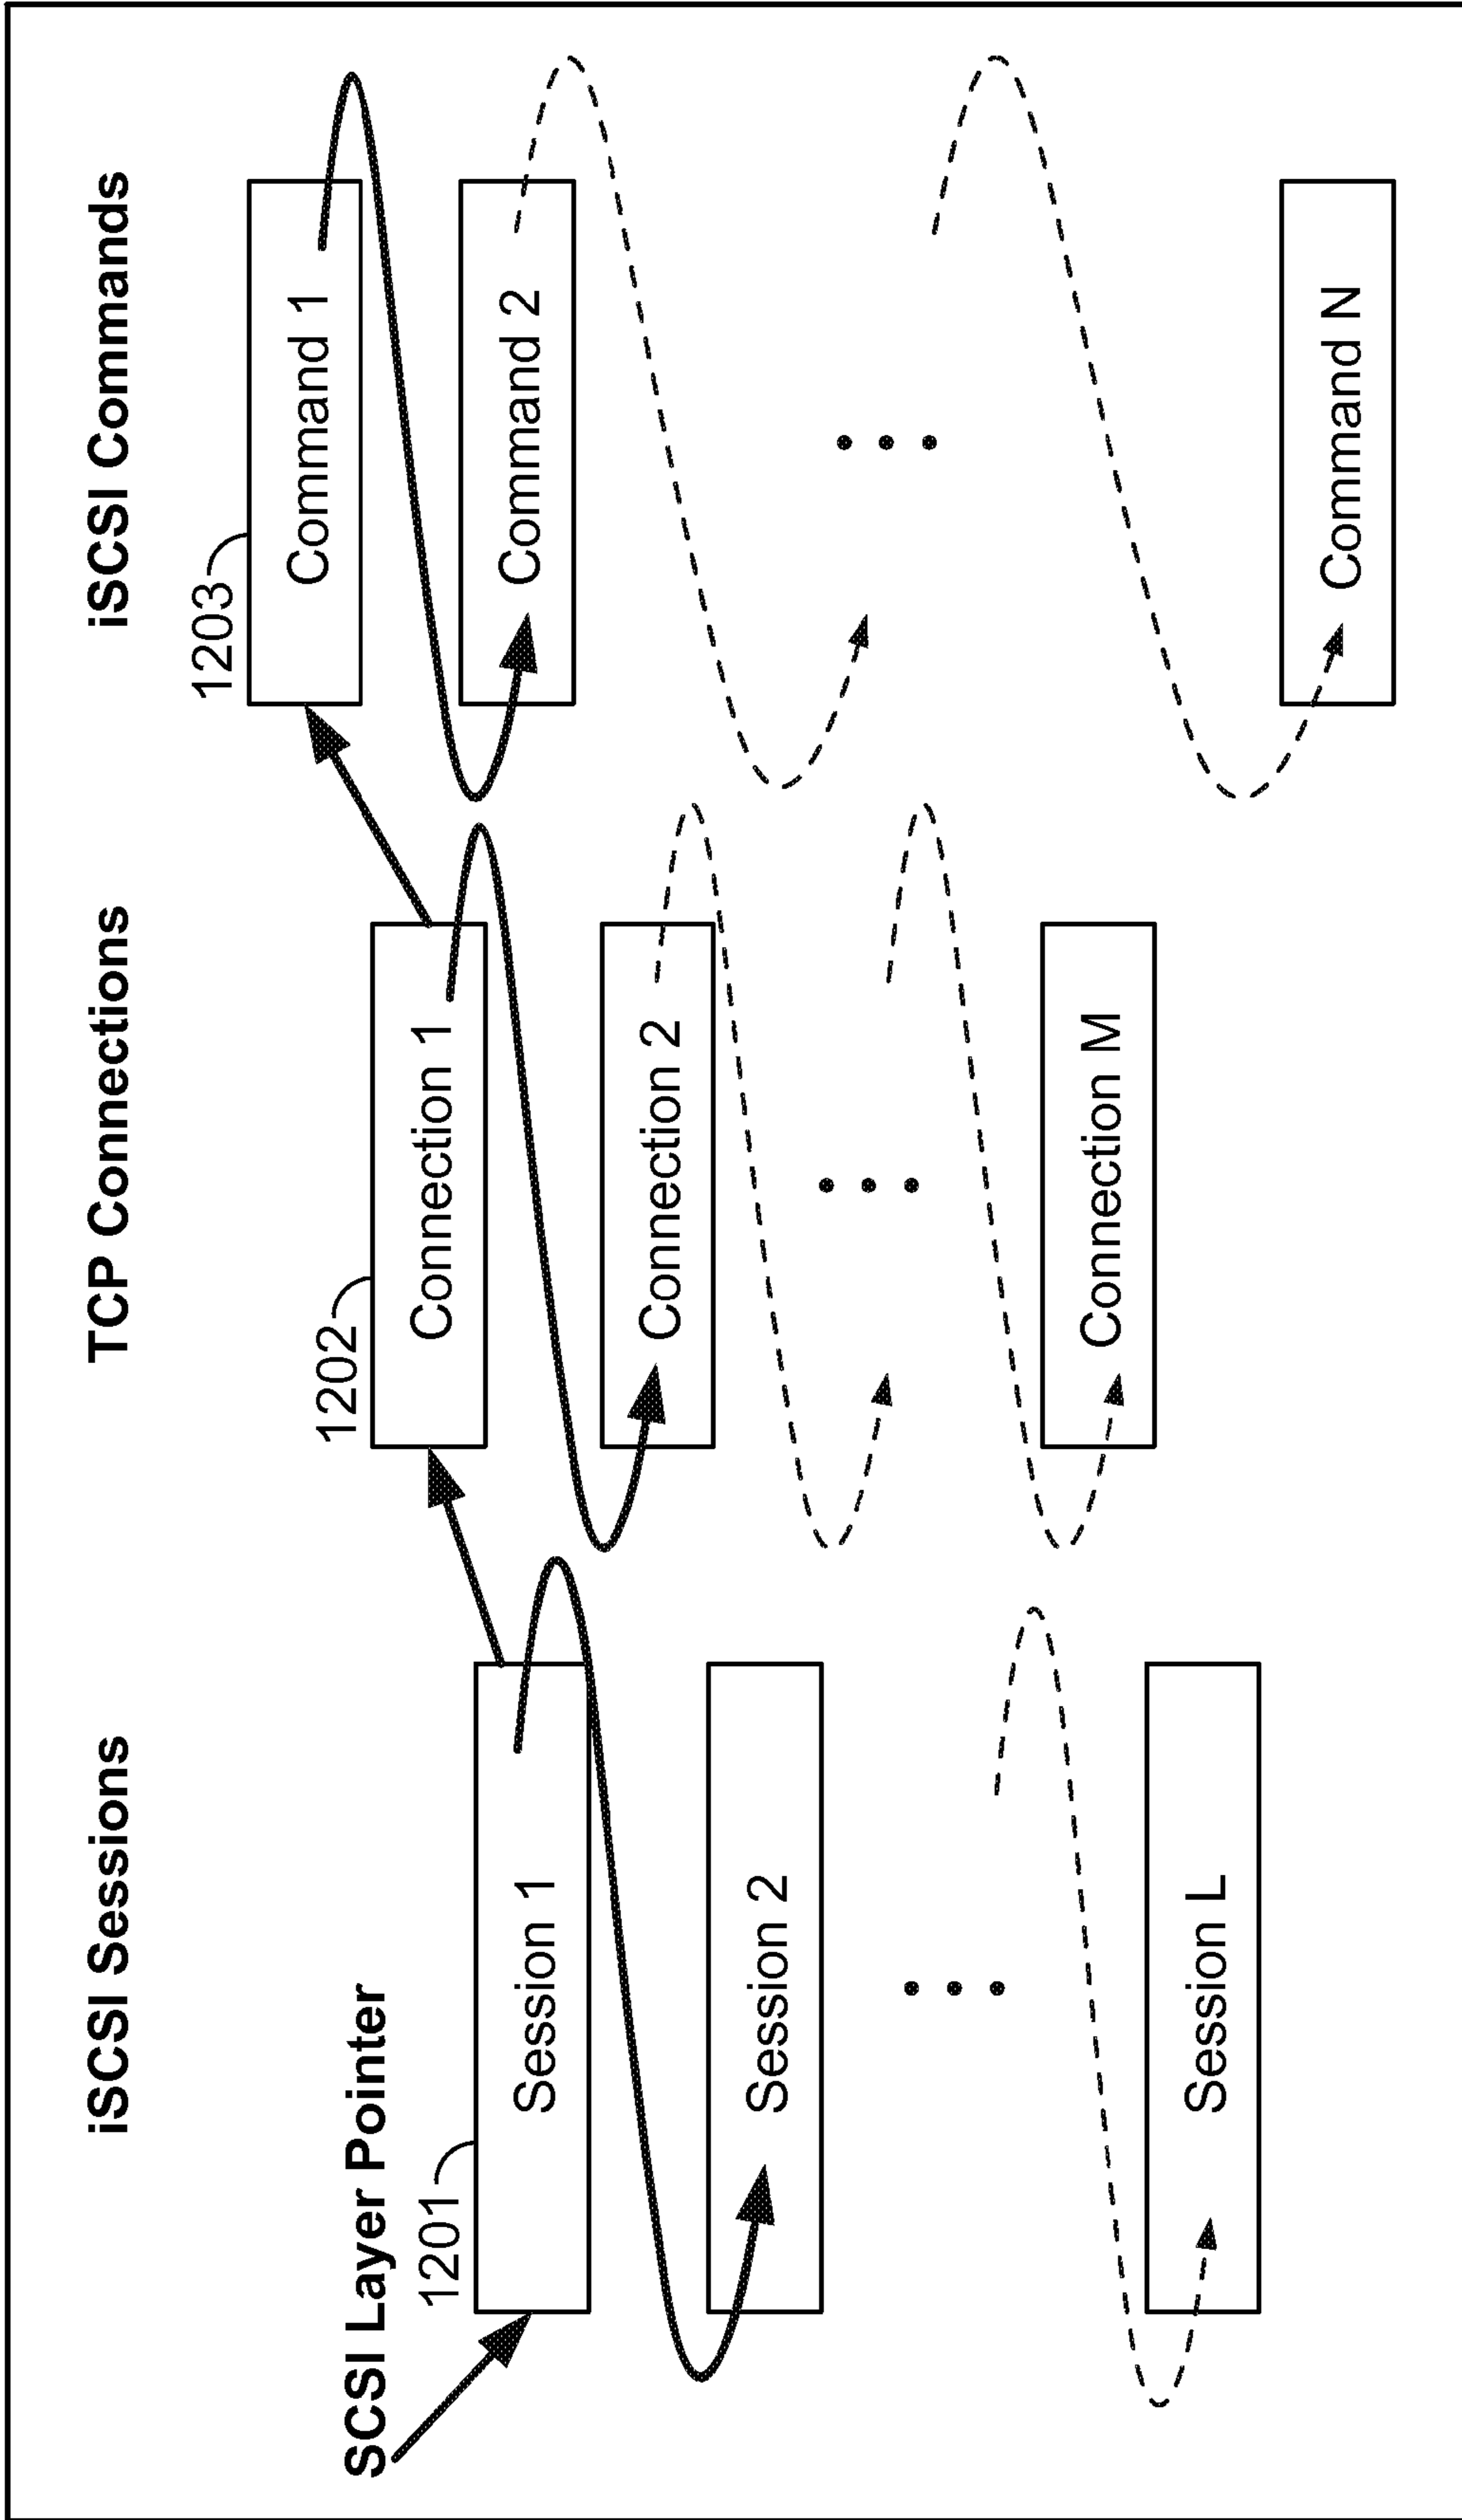 iSCSI Sessions
TCP Connections
iSCSI Commands
SCSI Layer Pointer
1201
Session 1
Session 2
Session L
1202
Connection 1
Connection 2
Connection M
1203
Command 1
Command 2
Command N